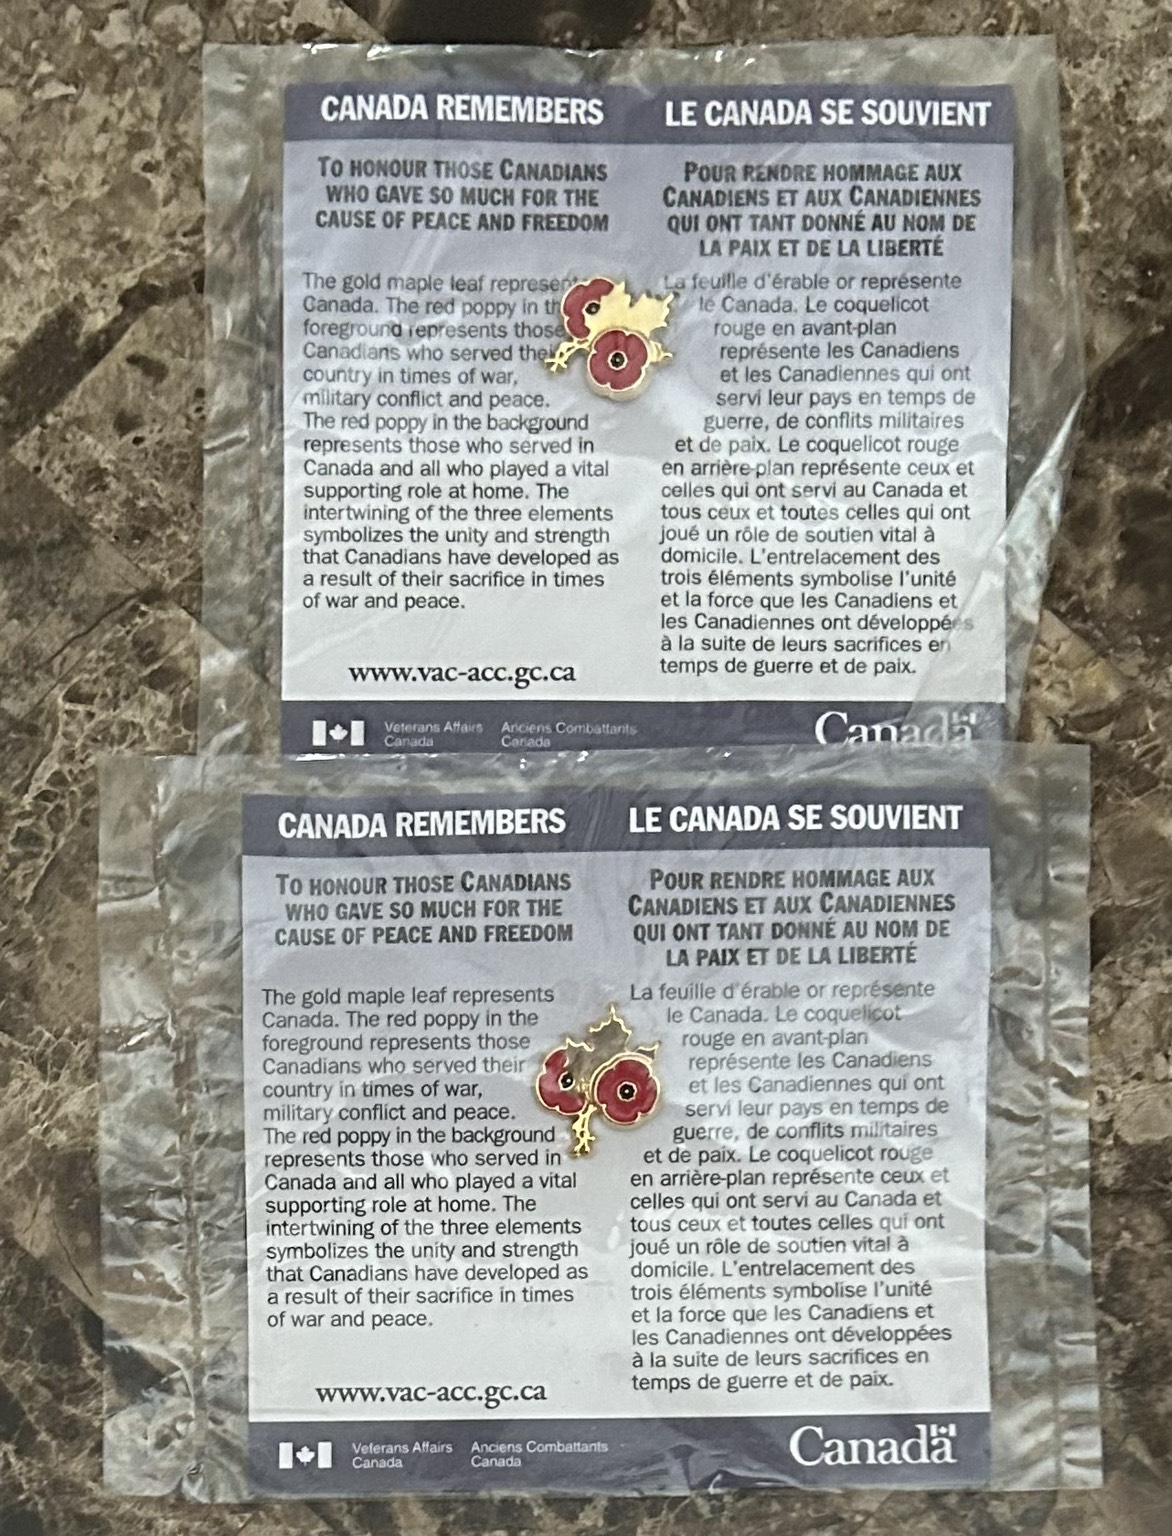 CANADA REMEMBERS
TO HONOUR THOSE CANADIANS
WHO GAVE SO MUCH FOR THE
CAUSE OF PEACE AND FREEDOM
The gold maple leaf represent
Canada. The red poppy in th
foreground represents those
Canadians who served thei
country in times of war,
military conflict and peace.
The red poppy in the background
represents those who served in
Canada and all who played a vital
supporting role at home. The
intertwining of the three elements
symbolizes the unity and strength
that Canadians have developed as
a result of their sacrifice in times
of war and peace.
www.vac-acc.gc.ca
LE CANADA SE SOUVIENT
POUR RENDRE HOMMAGE AUX
CANADIENS ET AUX CANADIENNES
QUI ONT TANT DONNÉ AU NOM DE
LA PAIX ET DE LA LIBERTÉ
La feuille d'érable or représente
le Canada. Le coquelicot
rouge en avant-plan
représente les Canadiens
et les Canadiennes qui ont
servi leur pays en temps de
guerre, de conflits militaires
et de paix. Le coquelicot rouge
en arrière-plan représente ceux et
celles qui ont servi au Canada et
tous ceux et toutes celles qui ont
joué un rôle de soutien vital à
domicile. L'entrelacement des
trois éléments symbolise l'unité
et la force que les Canadiens et
les Canadiennes ont développées
à la suite de leurs sacrifices en
temps de guerre et de paix.
Veterans Affairs
Canada
Anciens Combattants
Canada
Canada
CANADA REMEMBERS
TO HONOUR THOSE CANADIANS
WHO GAVE SO MUCH FOR THE
CAUSE OF PEACE AND FREEDOM
The gold maple leaf represents
Canada. The red poppy in the
foreground represents those
Canadians who served their
country in times of war,
military conflict and peace.
The red poppy in the background
represents those who served in
Canada and all who played a vital
supporting role at home. The
intertwining of the three elements
symbolizes the unity and strength
that Canadians have developed as
a result of their sacrifice in times
of war and peace.
www.vac-acc.gc.ca
LE CANADA SE SOUVIENT
POUR RENDRE HOMMAGE AUX
CANADIENS ET AUX CANADIENNES
QUI ONT TANT DONNÉ AU NOM DE
LA PAIX ET DE LA LIBERTÉ
La feuille d'érable or représente
le Canada. Le coquelicot
rouge en avant-plan
représente les Canadiens
et les Canadiennes qui ont
servi leur pays en temps de
guerre, de conflits militaires
et de paix. Le coquelicot rouge
en arrière-plan représente ceux et
celles qui ont servi au Canada et
tous ceux et toutes celles qui ont
joué un rôle de soutien vital à
domicile. L'entrelacement des
trois éléments symbolise l'unité
et la force que les Canadiens et
les Canadiennes ont développées
à la suite de leurs sacrifices en
temps de guerre et de paix.
Veterans Affairs
Canada
Anciens Combattants
Canada
Canada